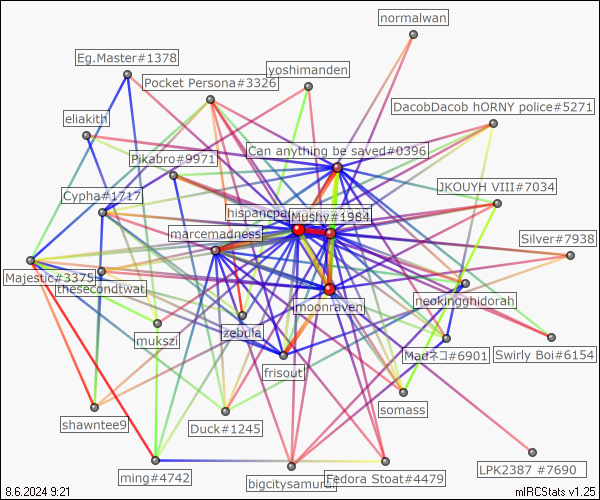 normalwan
Eg.Master#1378
yoshimanden
Pocket Persona#3326
DacobDacob hORNY police#5271
eliakith
Can anything be saved#0396
Pikabro#9971
JKOUYH VIII#7034
Cypha#1717
hispancpa
Mushy#1984
marcemadness
Silver#7938
Majestic#3375
thesecondtwat
neokingghidorah
moonraven
zebula
mukszi
Madネコ#6901
Swirly Boi#6154
frisout
somass
shawntee9
Duck#1245
LPK2387 #7690
ming#4742
bigcitysamurai
Fedora Stoat#4479
8.6.2024 9:21
mIRCStats v1.25